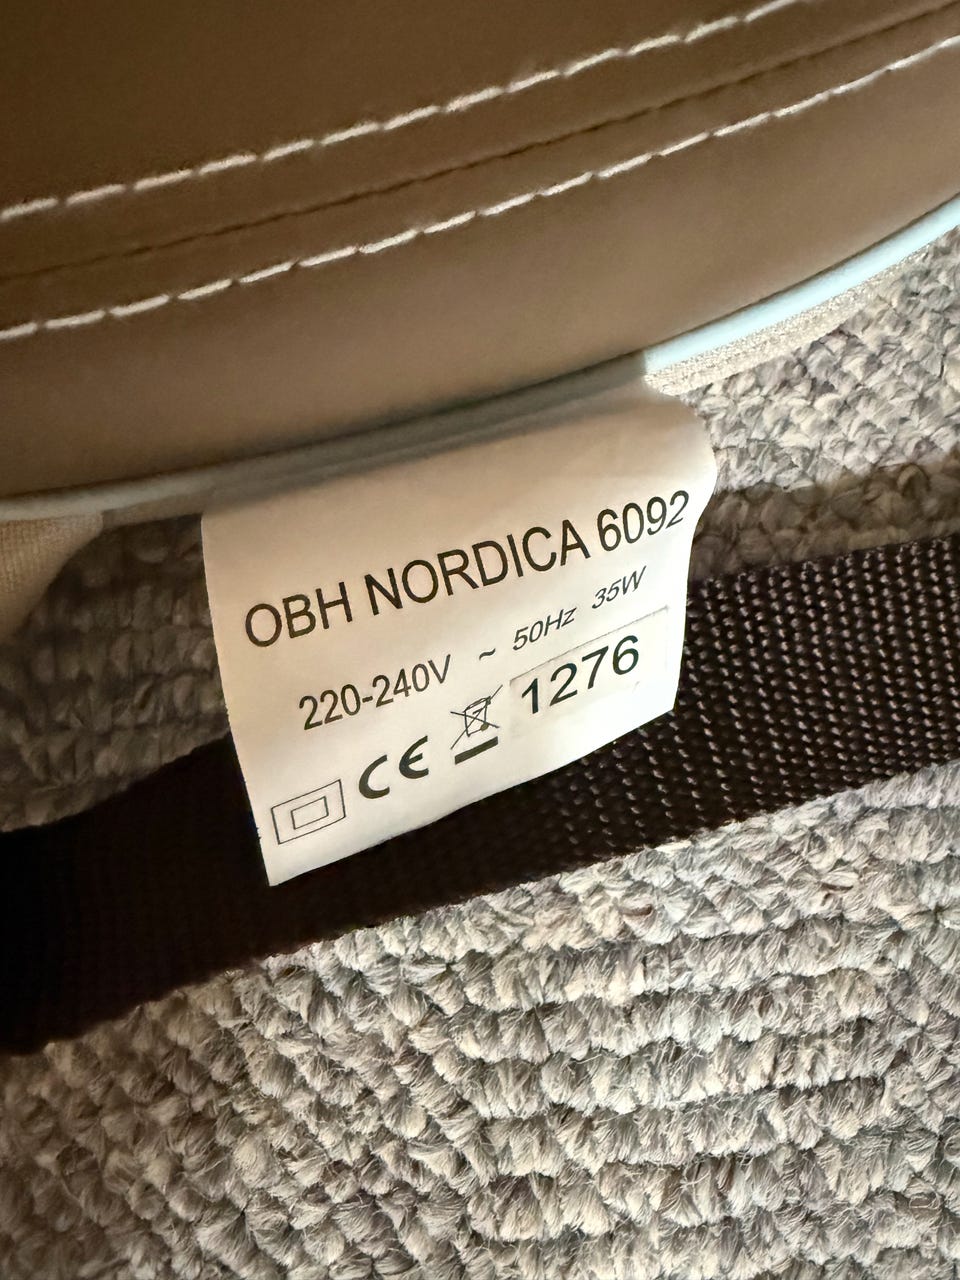 OBH NORDICA 6092
220-240V ~ 50Hz 35W
CE 1276